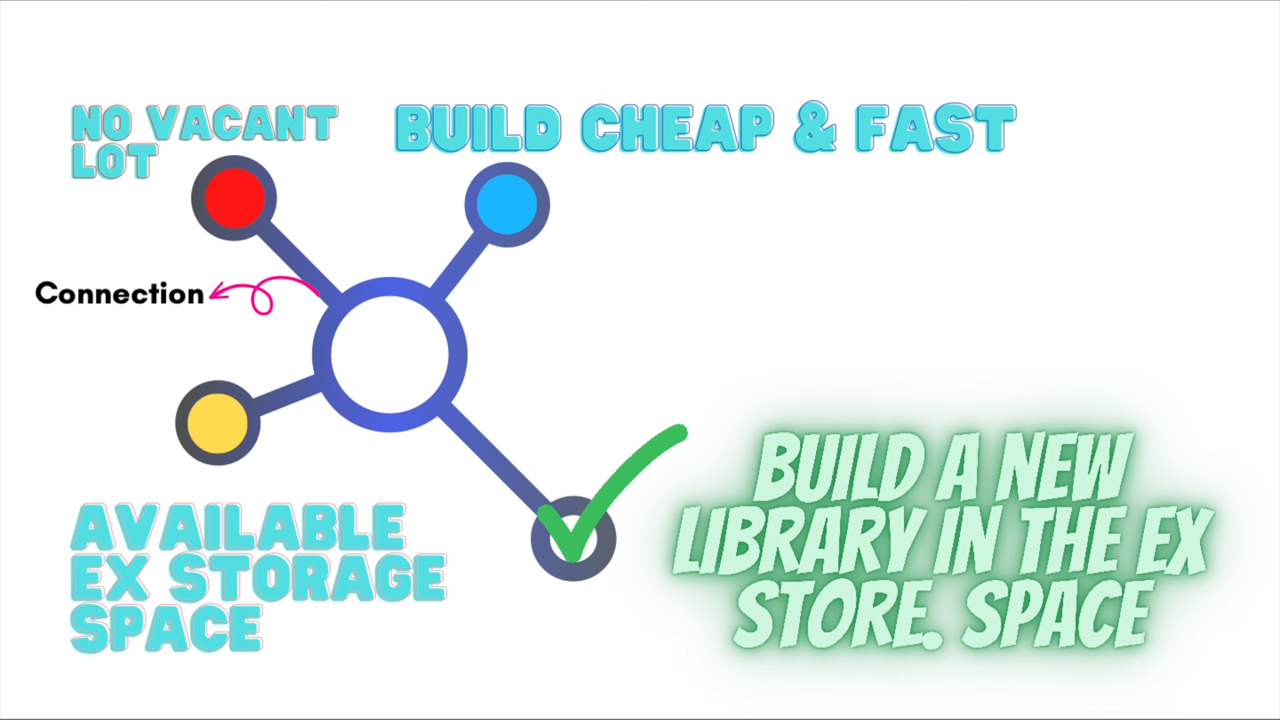 NO VACANT
LOT
BUILD CHEAP & FAST
Connection
AVAILABLE
EX STORAGE
SPACE
BUILD A NEW
LIBRARY IN THE EX
STORE. SPACE